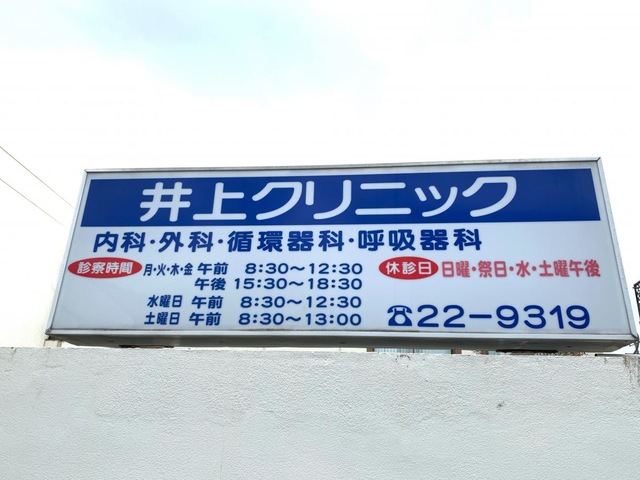 井上クリニック
内科・外科・循環器科・呼吸器科
診察時間 月・火・木・金 午前 8:30〜12:30
午後 15:30〜18:30
水曜日 午前 8:30〜12:30
土曜日 午前 8:30〜13:00
休診日 日曜・祭日・水・土曜午後
☎22-9319